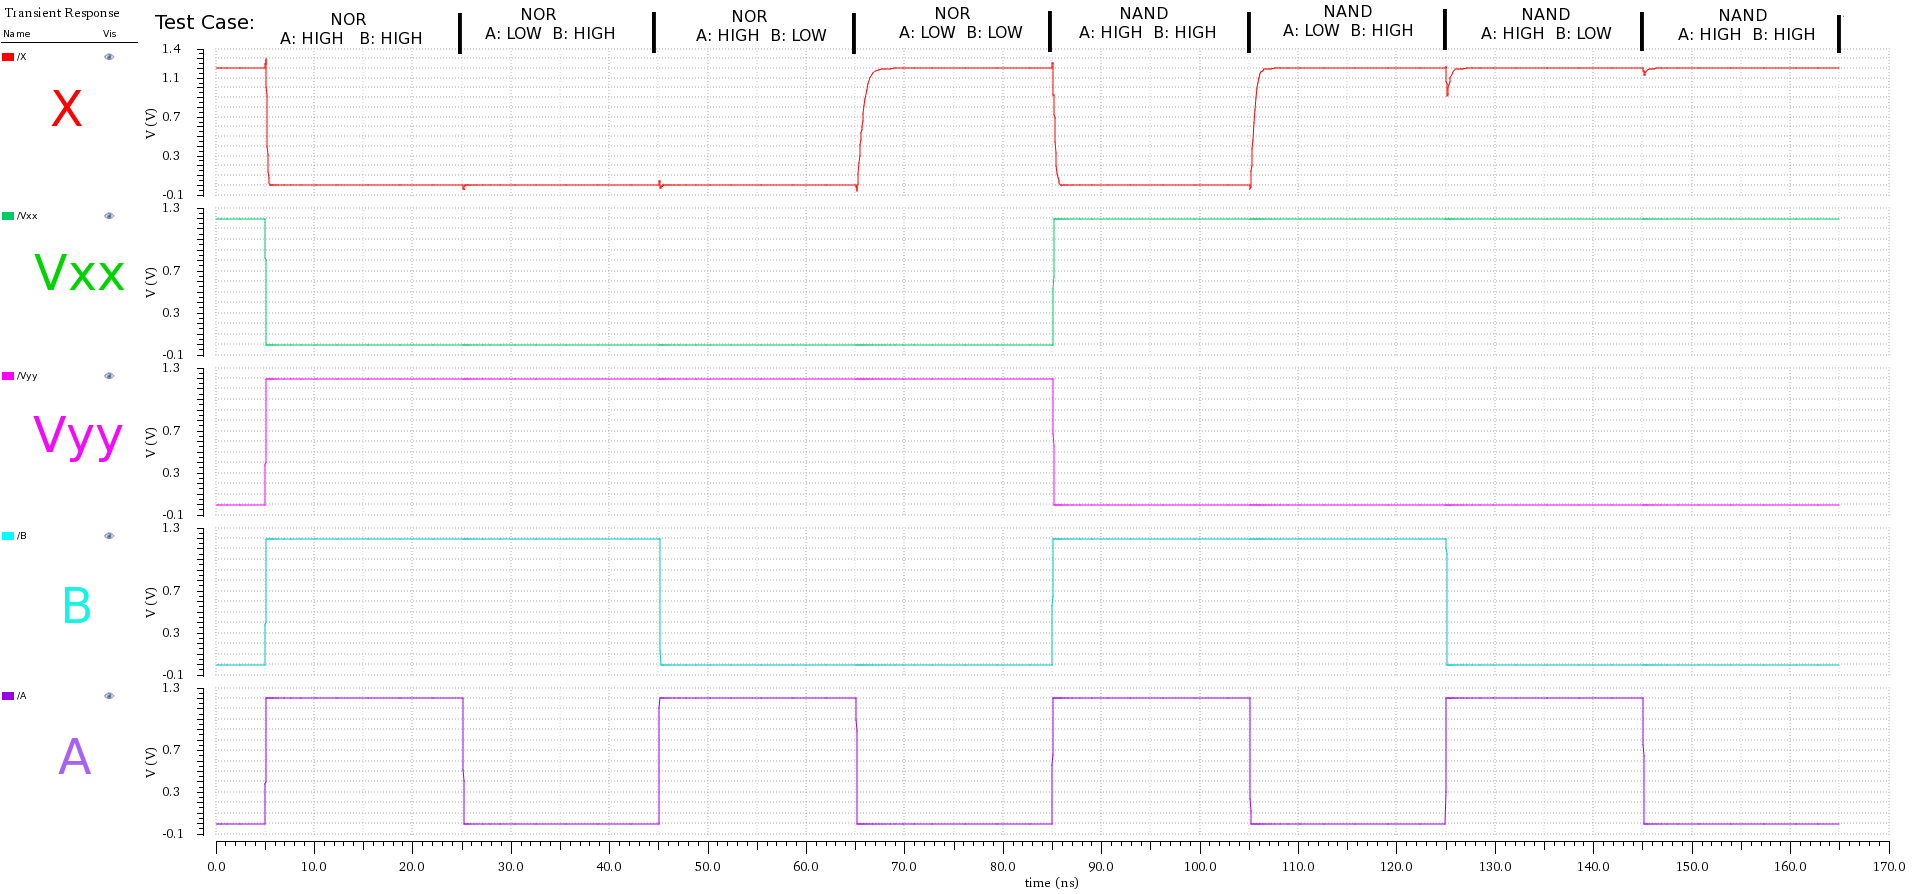 Transient Response
Name Vis
Test Case:
NOR
A: HIGH B: HIGH
NOR
A: LOW B: HIGH
NOR
A: HIGH B: LOW
NOR
A: LOW B: LOW
NAND
A: HIGH B: HIGH
NAND
A: LOW B: HIGH
NAND
A: HIGH B: LOW
NAND
A: HIGH B: HIGH
/X
X
V (V)
1.4
1.1
0.7
0.3
-0.1
/Vxx
Vxx
V (V)
1.3
0.7
0.3
-0.1
/Vyy
Vyy
V (V)
1.3
0.7
0.3
-0.1
/B
B
V (V)
1.3
0.7
0.3
-0.1
/A
A
V (V)
1.3
0.7
0.3
-0.1
0.0 10.0 20.0 30.0 40.0 50.0 60.0 70.0 80.0 90.0 100.0 110.0 120.0 130.0 140.0 150.0 160.0 170.0
time (ns)